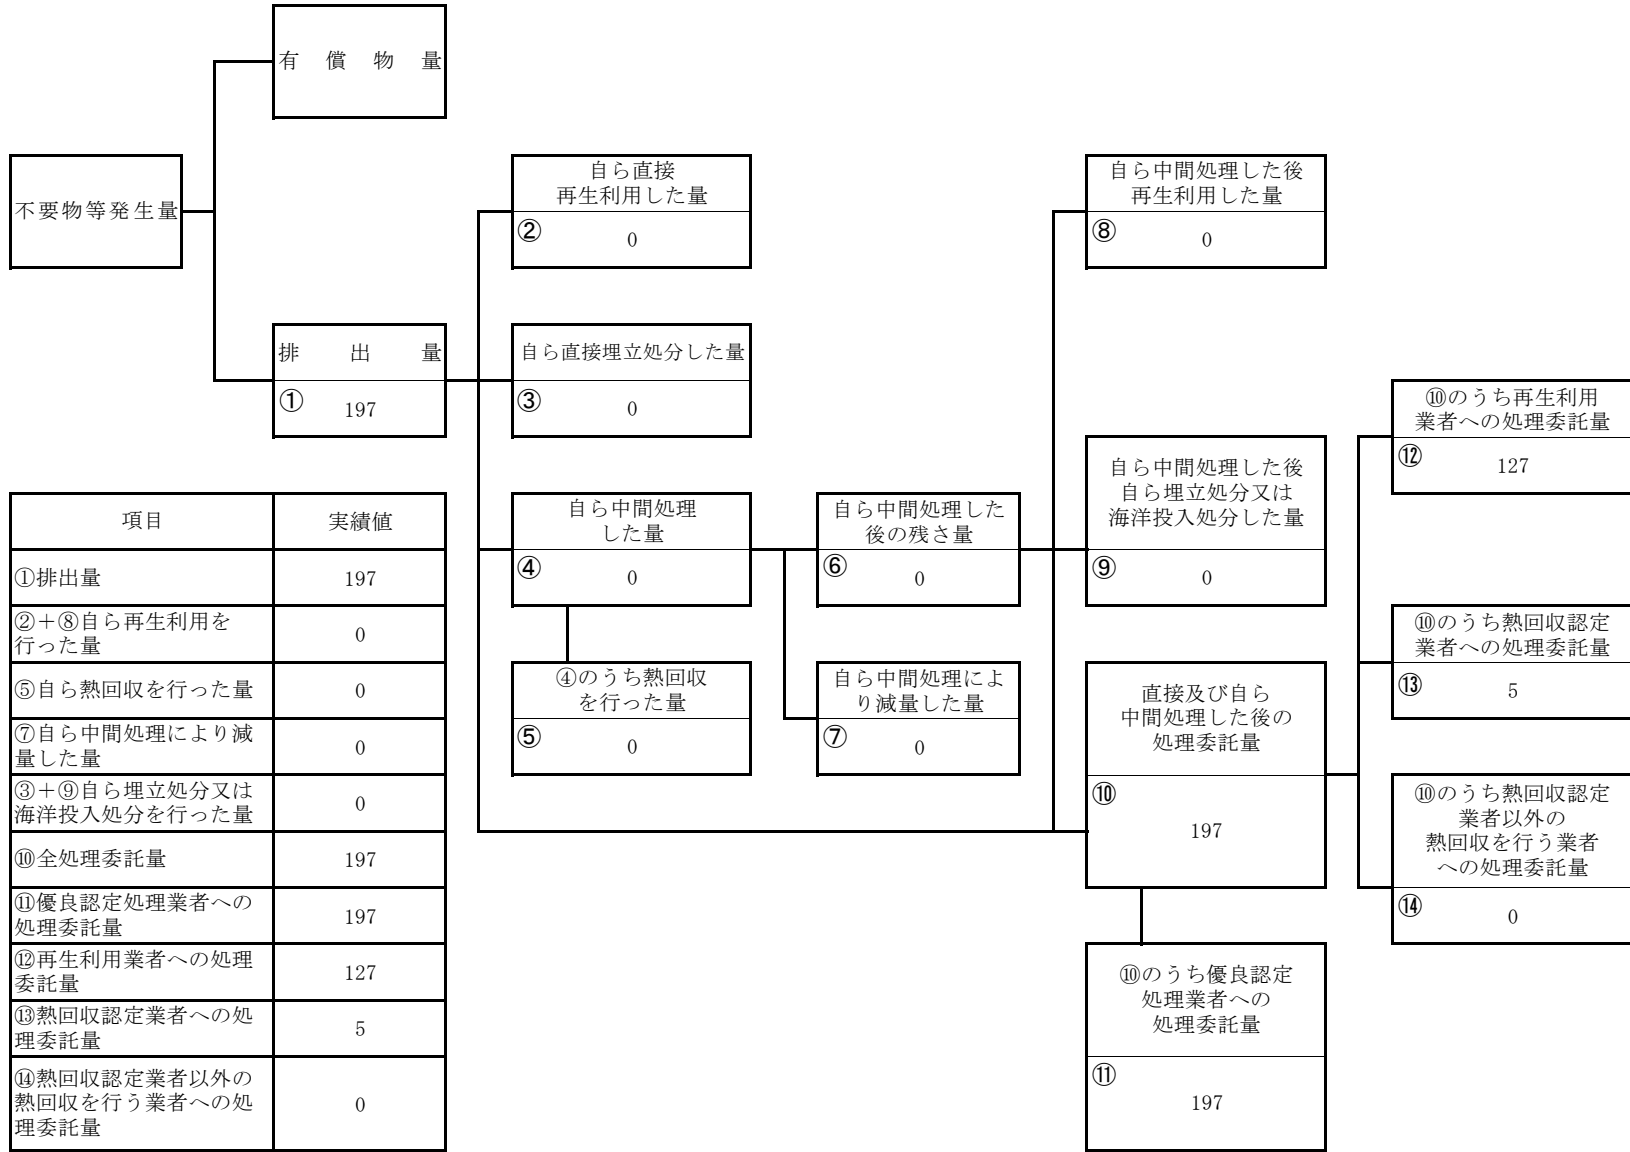 有償物量
不要物等発生量
排出量
① 197
自ら直接
再生利用した量
② 0
自ら直接埋立処分した量
③ 0
自ら中間処理
した量
④ 0
④のうち熱回収
を行った量
⑤ 0
自ら中間処理した
後の残さ量
⑥ 0
自ら中間処理によ
り減量した量
⑦ 0
自ら中間処理した後
再生利用した量
⑧ 0
自ら中間処理した後
自ら埋立処分又は
海洋投入処分した量
⑨ 0
直接及び自ら
中間処理した後の
処理委託量
⑩
197
⑩のうち優良認定
処理業者への
処理委託量
⑪
197
⑩のうち再生利用
業者への処理委託量
⑫ 127
⑩のうち熱回収認定
業者への処理委託量
⑬ 5
⑩のうち熱回収認定
業者以外の
熱回収を行う業者
への処理委託量
⑭ 0
項目 実績値
①排出量 197
②+⑧自ら再生利用を
行った量 0
⑤自ら熱回収を行った量 0
⑦自ら中間処理により減
量した量 0
③+⑨自ら埋立処分又は
海洋投入処分を行った量 0
⑩全処理委託量 197
⑪優良認定処理業者への
処理委託量 197
⑫再生利用業者への処理
委託量 127
⑬熱回収認定業者への処
理委託量 5
⑭熱回収認定業者以外の
熱回収を行う業者への処
理委託量 0